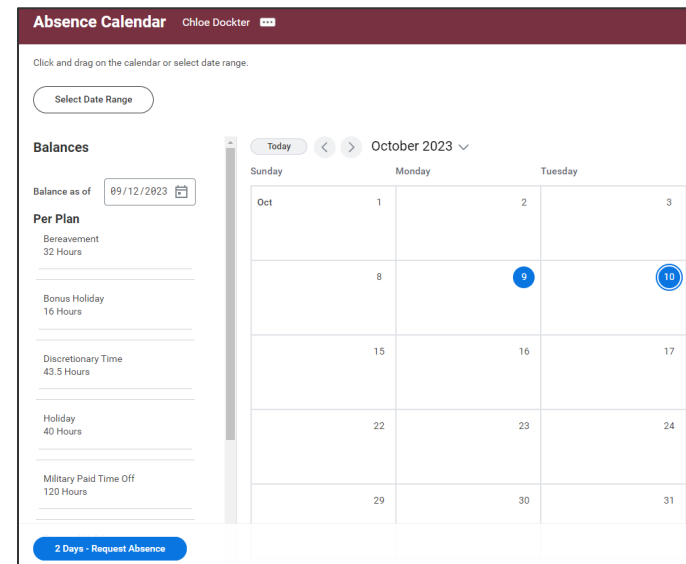 Absence Calendar Chloe Dockter
Click and drag on the calendar or select date range.
Select Date Range
Balances
Balance as of 09/12/2023
Per Plan
Bereavement
32 Hours
Bonus Holiday
16 Hours
Discretionary Time
43.5 Hours
Holiday
40 Hours
Military Paid Time Off
120 Hours
2 Days - Request Absence
Today < > October 2023
Sunday Monday Tuesday
Oct 1 2 3
8 9 10
15 16 17
22 23 24
29 30 31